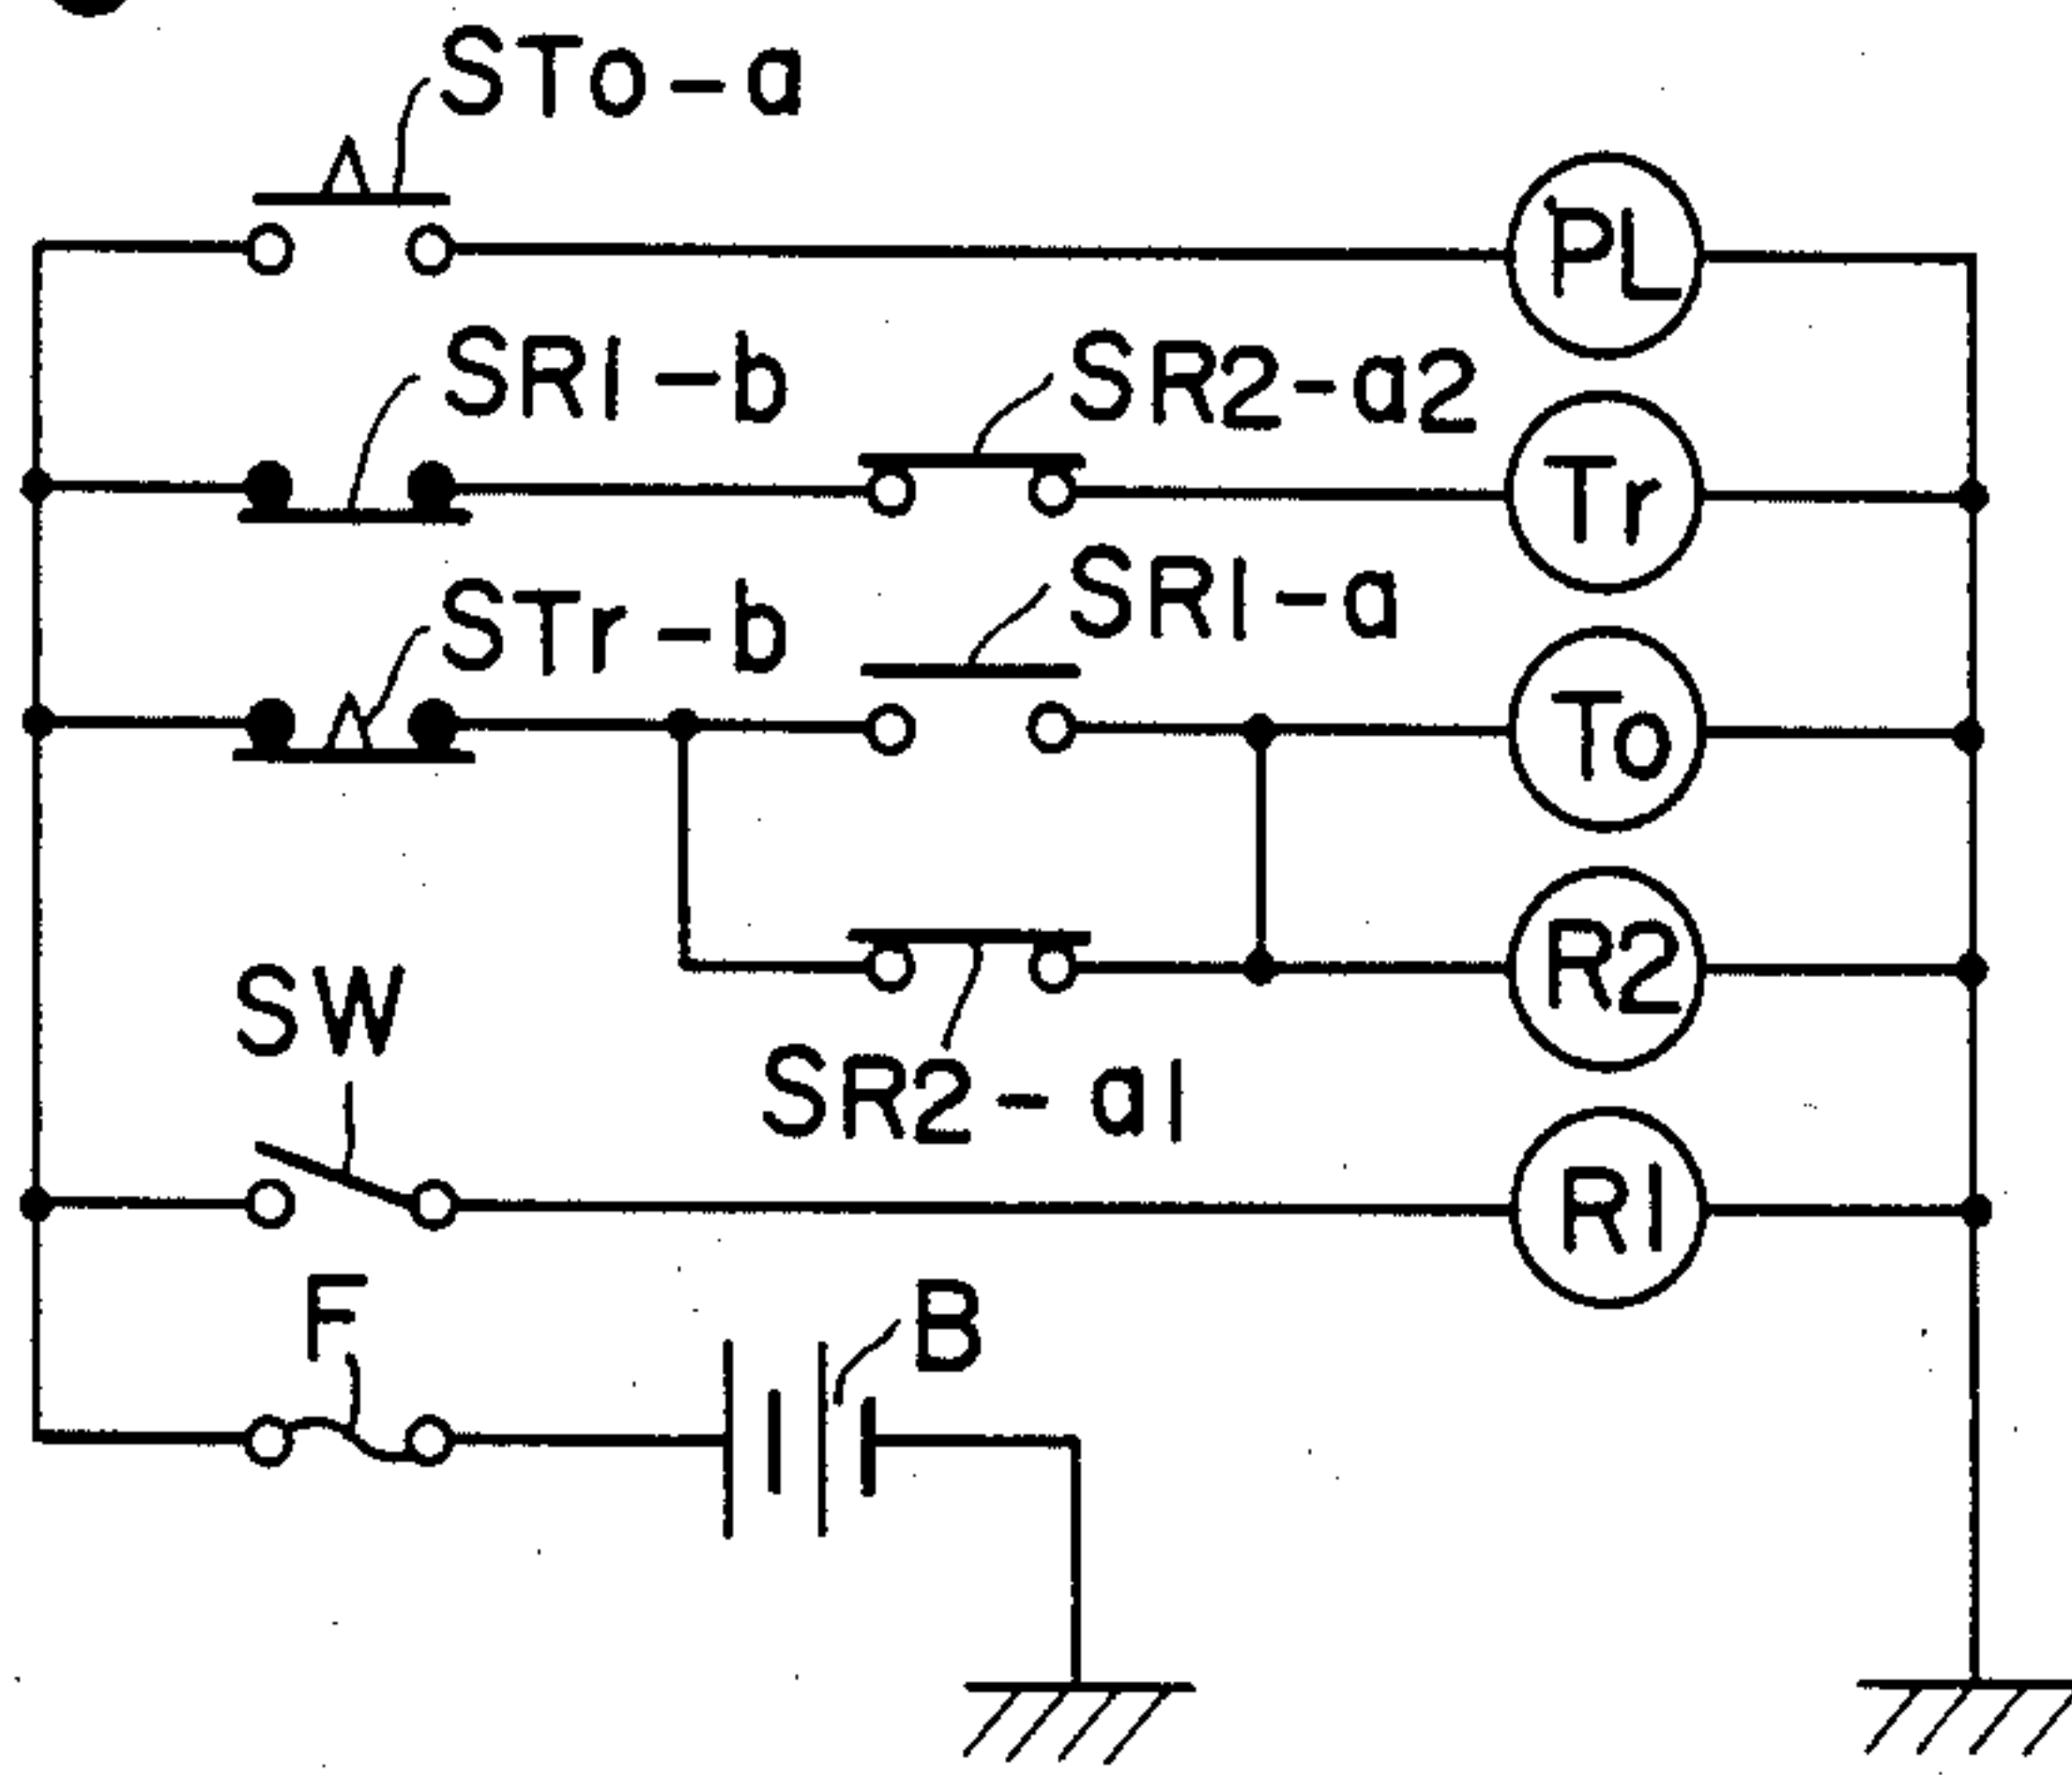 STo-a
PL
SR1-b
SR2-a2
Tr
STr-b
SR1-a
To
R2
SW
SR2-a1
R1
F
B